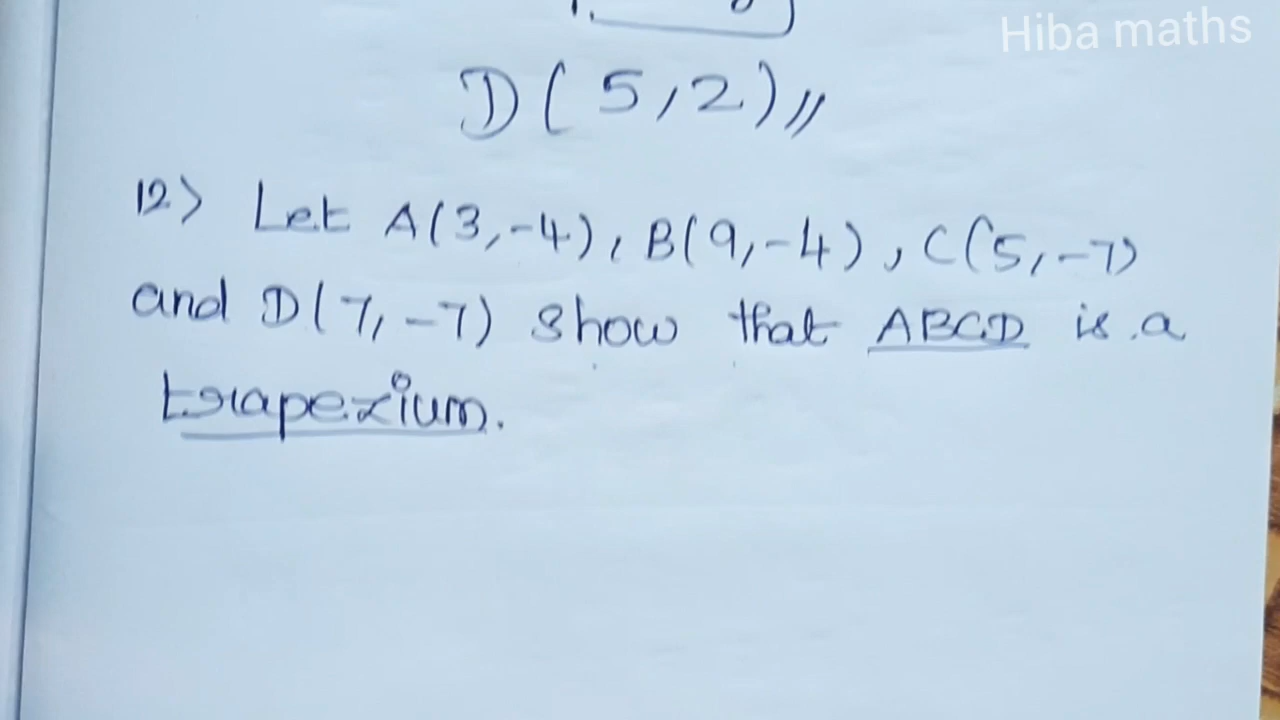 Hiba maths
D(5,2)//
12) Let A(3,-4), B(9,-4), C(5,-7)
and D(7,-7) show that ABCD is a
trapezium.